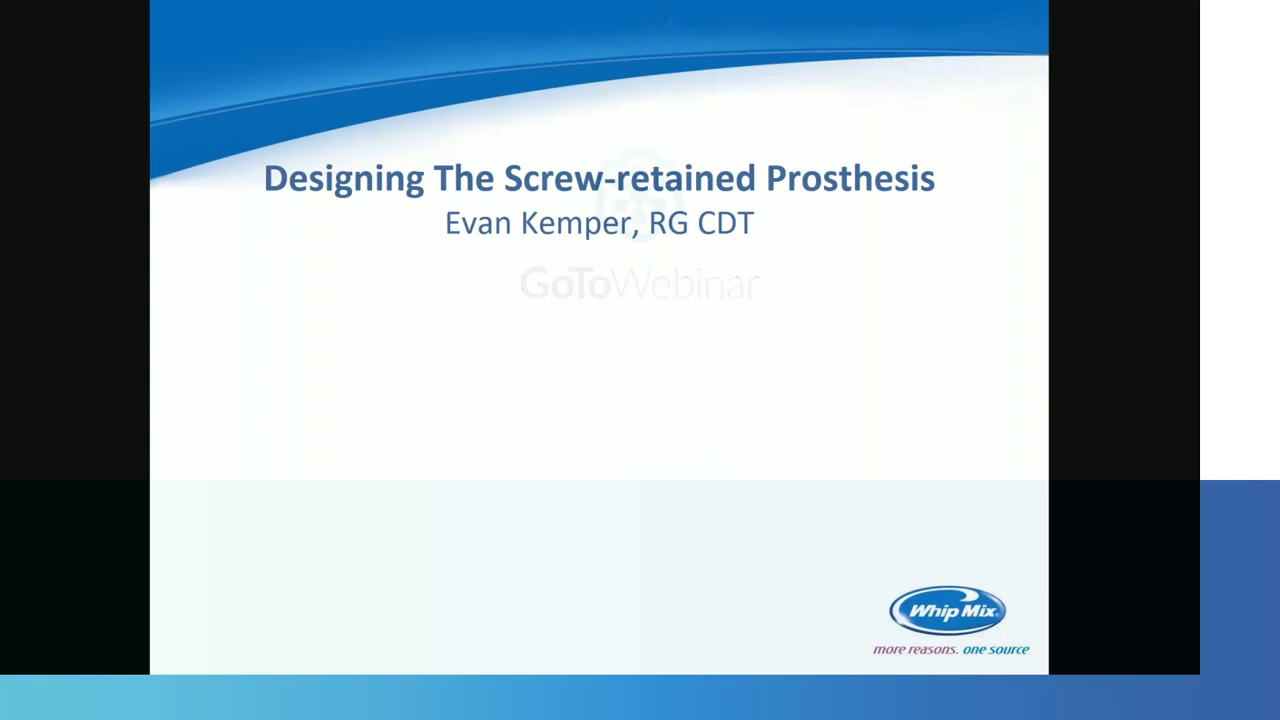 Designing The Screw-retained Prosthesis
Evan Kemper, RG CDT
GoToWebinar
Whip Mix®
more reasons. one source